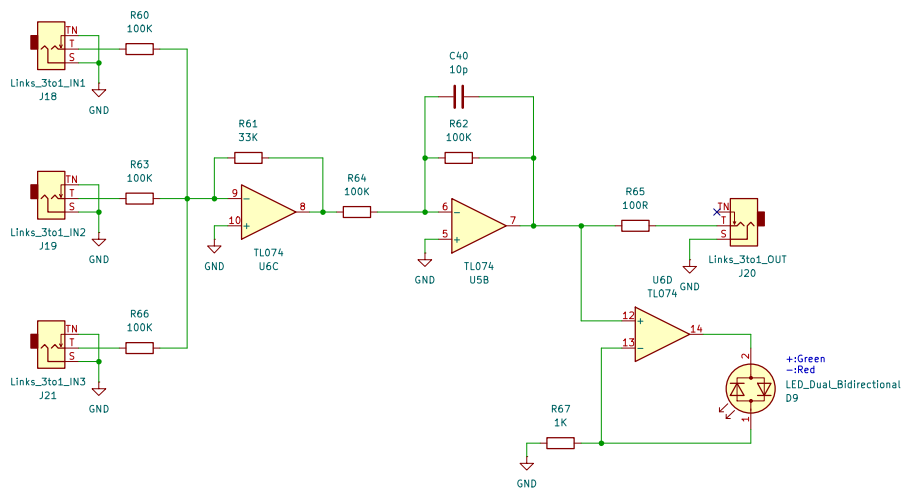 R60
100K
TN
T
S
Links_3to1_IN1
J18
GND
C40
10p
R61
33K
R62
100K
R63
100K
TN
T
S
Links_3to1_IN2
J19
GND
9
8
10
TL074
U6C
GND
R64
100K
6
7
5
TL074
U5B
GND
R65
100R
TN
T
S
Links_3to1_OUT
J20
GND
R66
100K
TN
T
S
Links_3to1_IN3
J21
GND
U6D
TL074
12
14
13
2
+:Green
-:Red
LED_Dual_Bidirectional
D9
1
R67
1K
GND